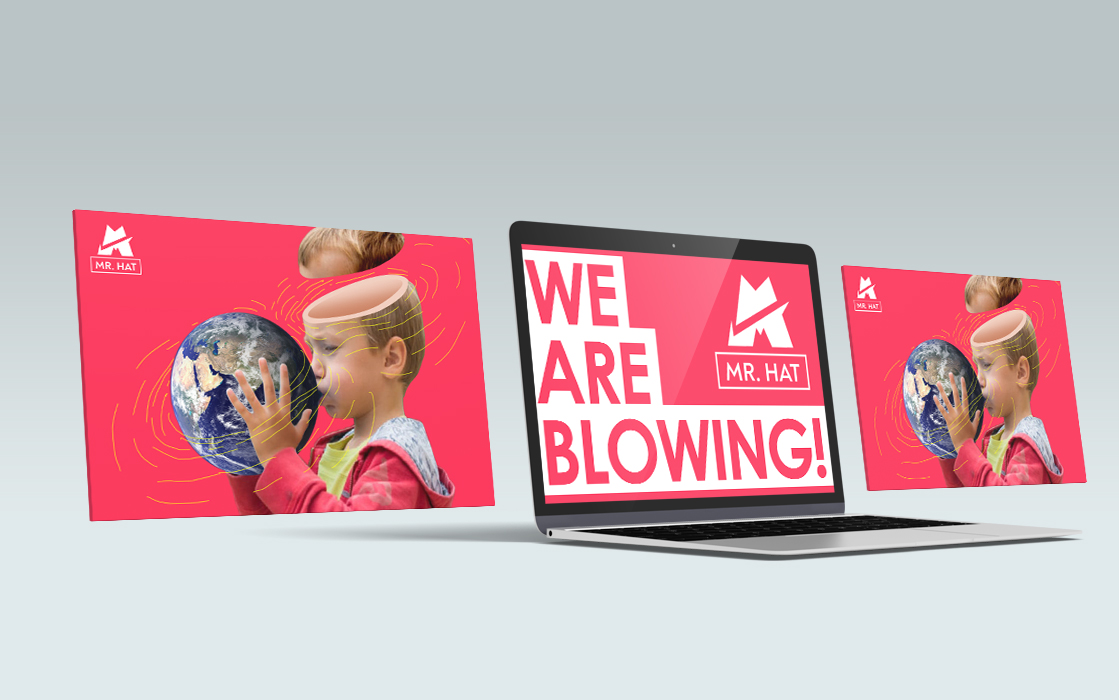 MR. HAT
WE
ARE
BLOWING!
MR. HAT
MR. HAT